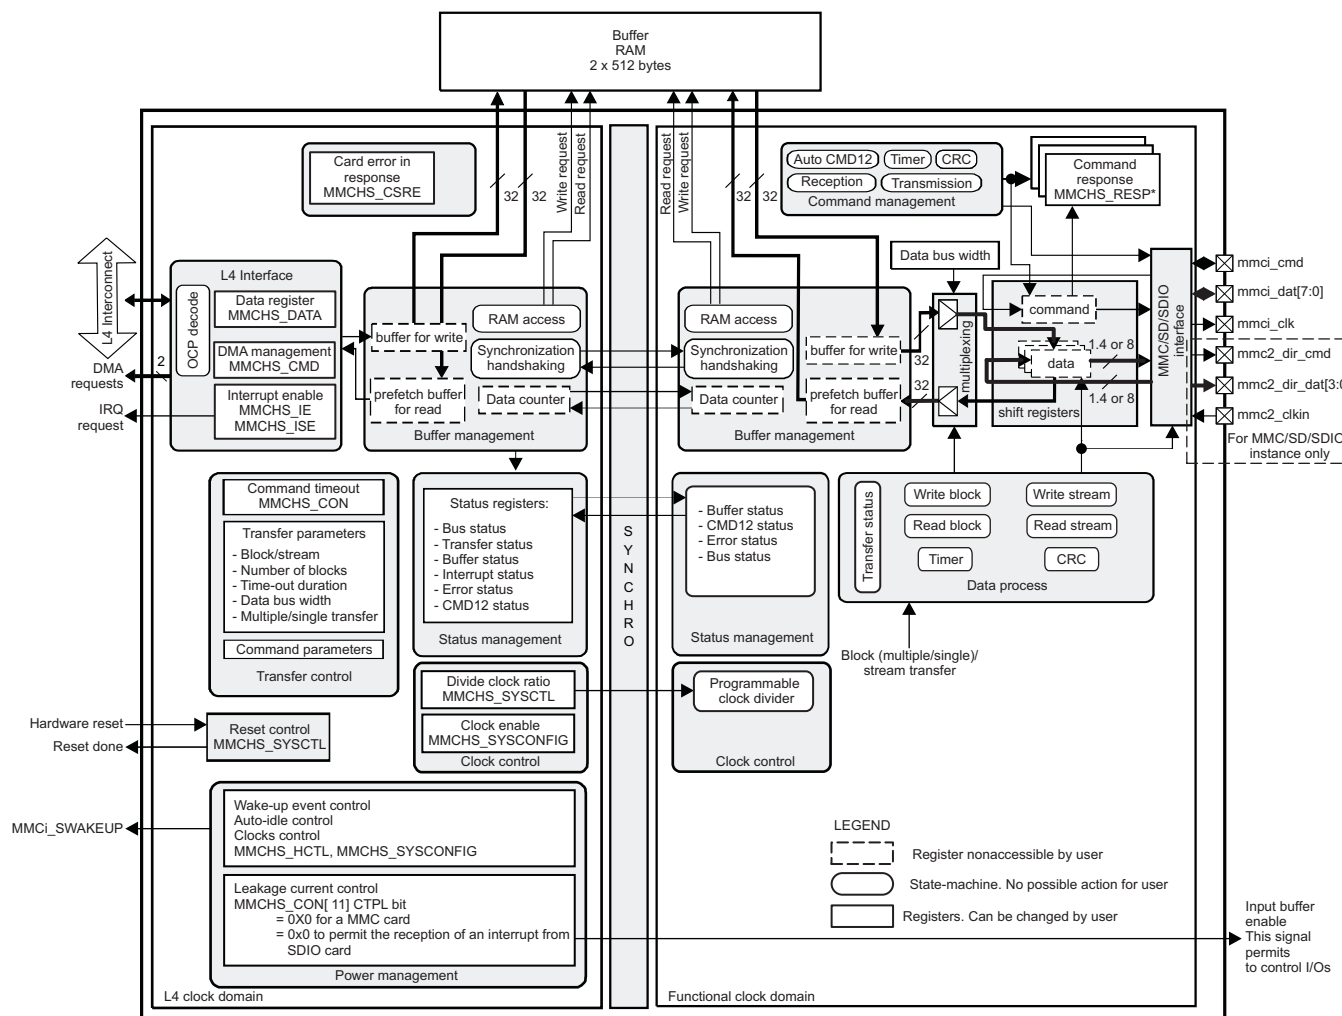 Buffer
RAM
2 x 512 bytes
Card error in
response
MMCHS_CSRE
32
32
Write request
Read request
Read request
Write request
32
32
Auto CMD12
Timer
CRC
Reception
Transmission
Command management
Command
response
MMCHS_RESP*
L4 Interconnect
L4 Interface
OCP decode
Data register
MMCHS_DATA
DMA management
MMCHS_CMD
Interrupt enable
MMCHS_IE
MMCHS_ISE
DMA
requests
2
IRQ
request
RAM access
buffer for write
Synchronization
handshaking
prefetch buffer
for read
Data counter
Buffer management
RAM access
buffer for write
Synchronization
handshaking
Data counter
prefetch buffer
for read
Buffer management
Data bus width
32
32
multiplexing
command
1.4 or 8
data
1.4 or 8
shift registers
MMC/SD/SDIO
interface
mmci_cmd
mmci_dat[7:0]
mmci_clk
mmc2_dir_cmd
mmc2_dir_dat[3:0
mmc2_clkin
For MMC/SD/SDIO
instance only
Command timeout
MMCHS_CON
Transfer parameters
- Block/stream
- Number of blocks
- Time-out duration
- Data bus width
- Multiple/single transfer
Command parameters
Transfer control
Status registers:
- Bus status
- Transfer status
- Buffer status
- Interrupt status
- Error status
- CMD12 status
Status management
SYNCHRO
- Buffer status
- CMD12 status
- Error status
- Bus status
Status management
Transfer status
Write block
Write stream
Read block
Read stream
Timer
CRC
Data process
Block (multiple/single)/
stream transfer
Divide clock ratio
MMCHS_SYSCTL
Clock enable
MMCHS_SYSCONFIG
Clock control
Programmable
clock divider
Clock control
Hardware reset
Reset done
Reset control
MMCHS_SYSCTL
MMCi_SWAKEUP
Wake-up event control
Auto-idle control
Clocks control
MMCHS_HCTL, MMCHS_SYSCONFIG
Leakage current control
MMCHS_CON[ 11] CTPL bit
= 0X0 for a MMC card
= 0x0 to permit the reception of an interrupt from
SDIO card
Power management
LEGEND
Register nonaccessible by user
State-machine. No possible action for user
Registers. Can be changed by user
Input buffer
enable
This signal
permits
to control I/Os
L4 clock domain
Functional clock domain